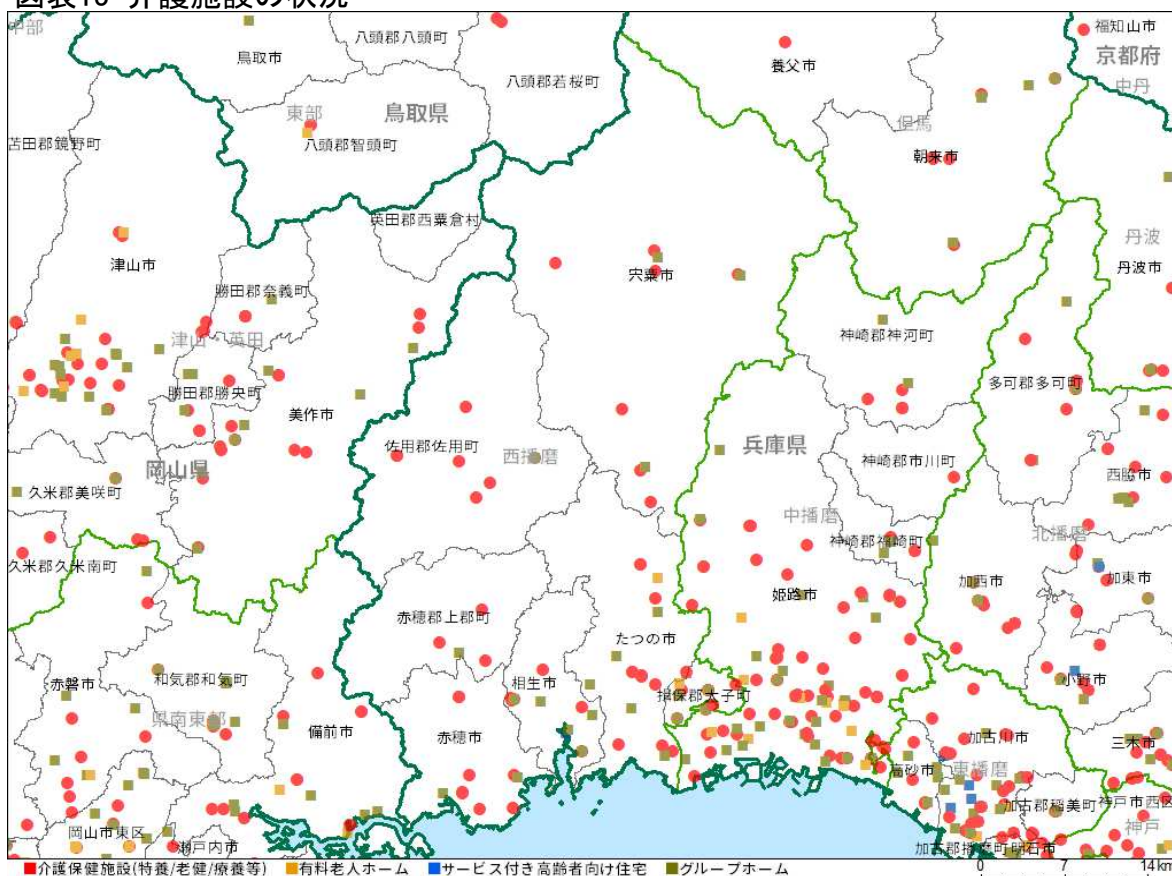 図表16 介護施設の状況
中部
鳥取市
八頭郡八頭町
八頭郡若桜町
養父市
福知山市
京都府
中丹
東部
鳥取県
苫田郡鏡野町
八頭郡智頭町
但馬
朝来市
英田郡西粟倉村
丹波
津山市
宍粟市
丹波市
勝田郡奈義町
津山・英田
神崎郡神河町
勝田郡勝央町
多可郡多可町
美作市
佐用郡佐用町
西播磨
兵庫県
神崎郡市川町
岡山県
西脇市
久米郡美咲町
中播磨
北播磨
神崎郡福崎町
久米郡久米南町
加西市
加東市
姫路市
赤穂郡上郡町
たつの市
赤磐市
和気郡和気町
相生市
揖保郡太子町
小野市
県南東部
備前市
赤穂市
加古川市
三木市
高砂市
東播磨
加古郡稲美町
神戸市西区
神戸
岡山市東区
瀬戸内市
加古郡播磨町
明石市
介護保健施設(特養/老健/療養等) 有料老人ホーム サービス付き高齢者向け住宅 グループホーム
0 7 14km